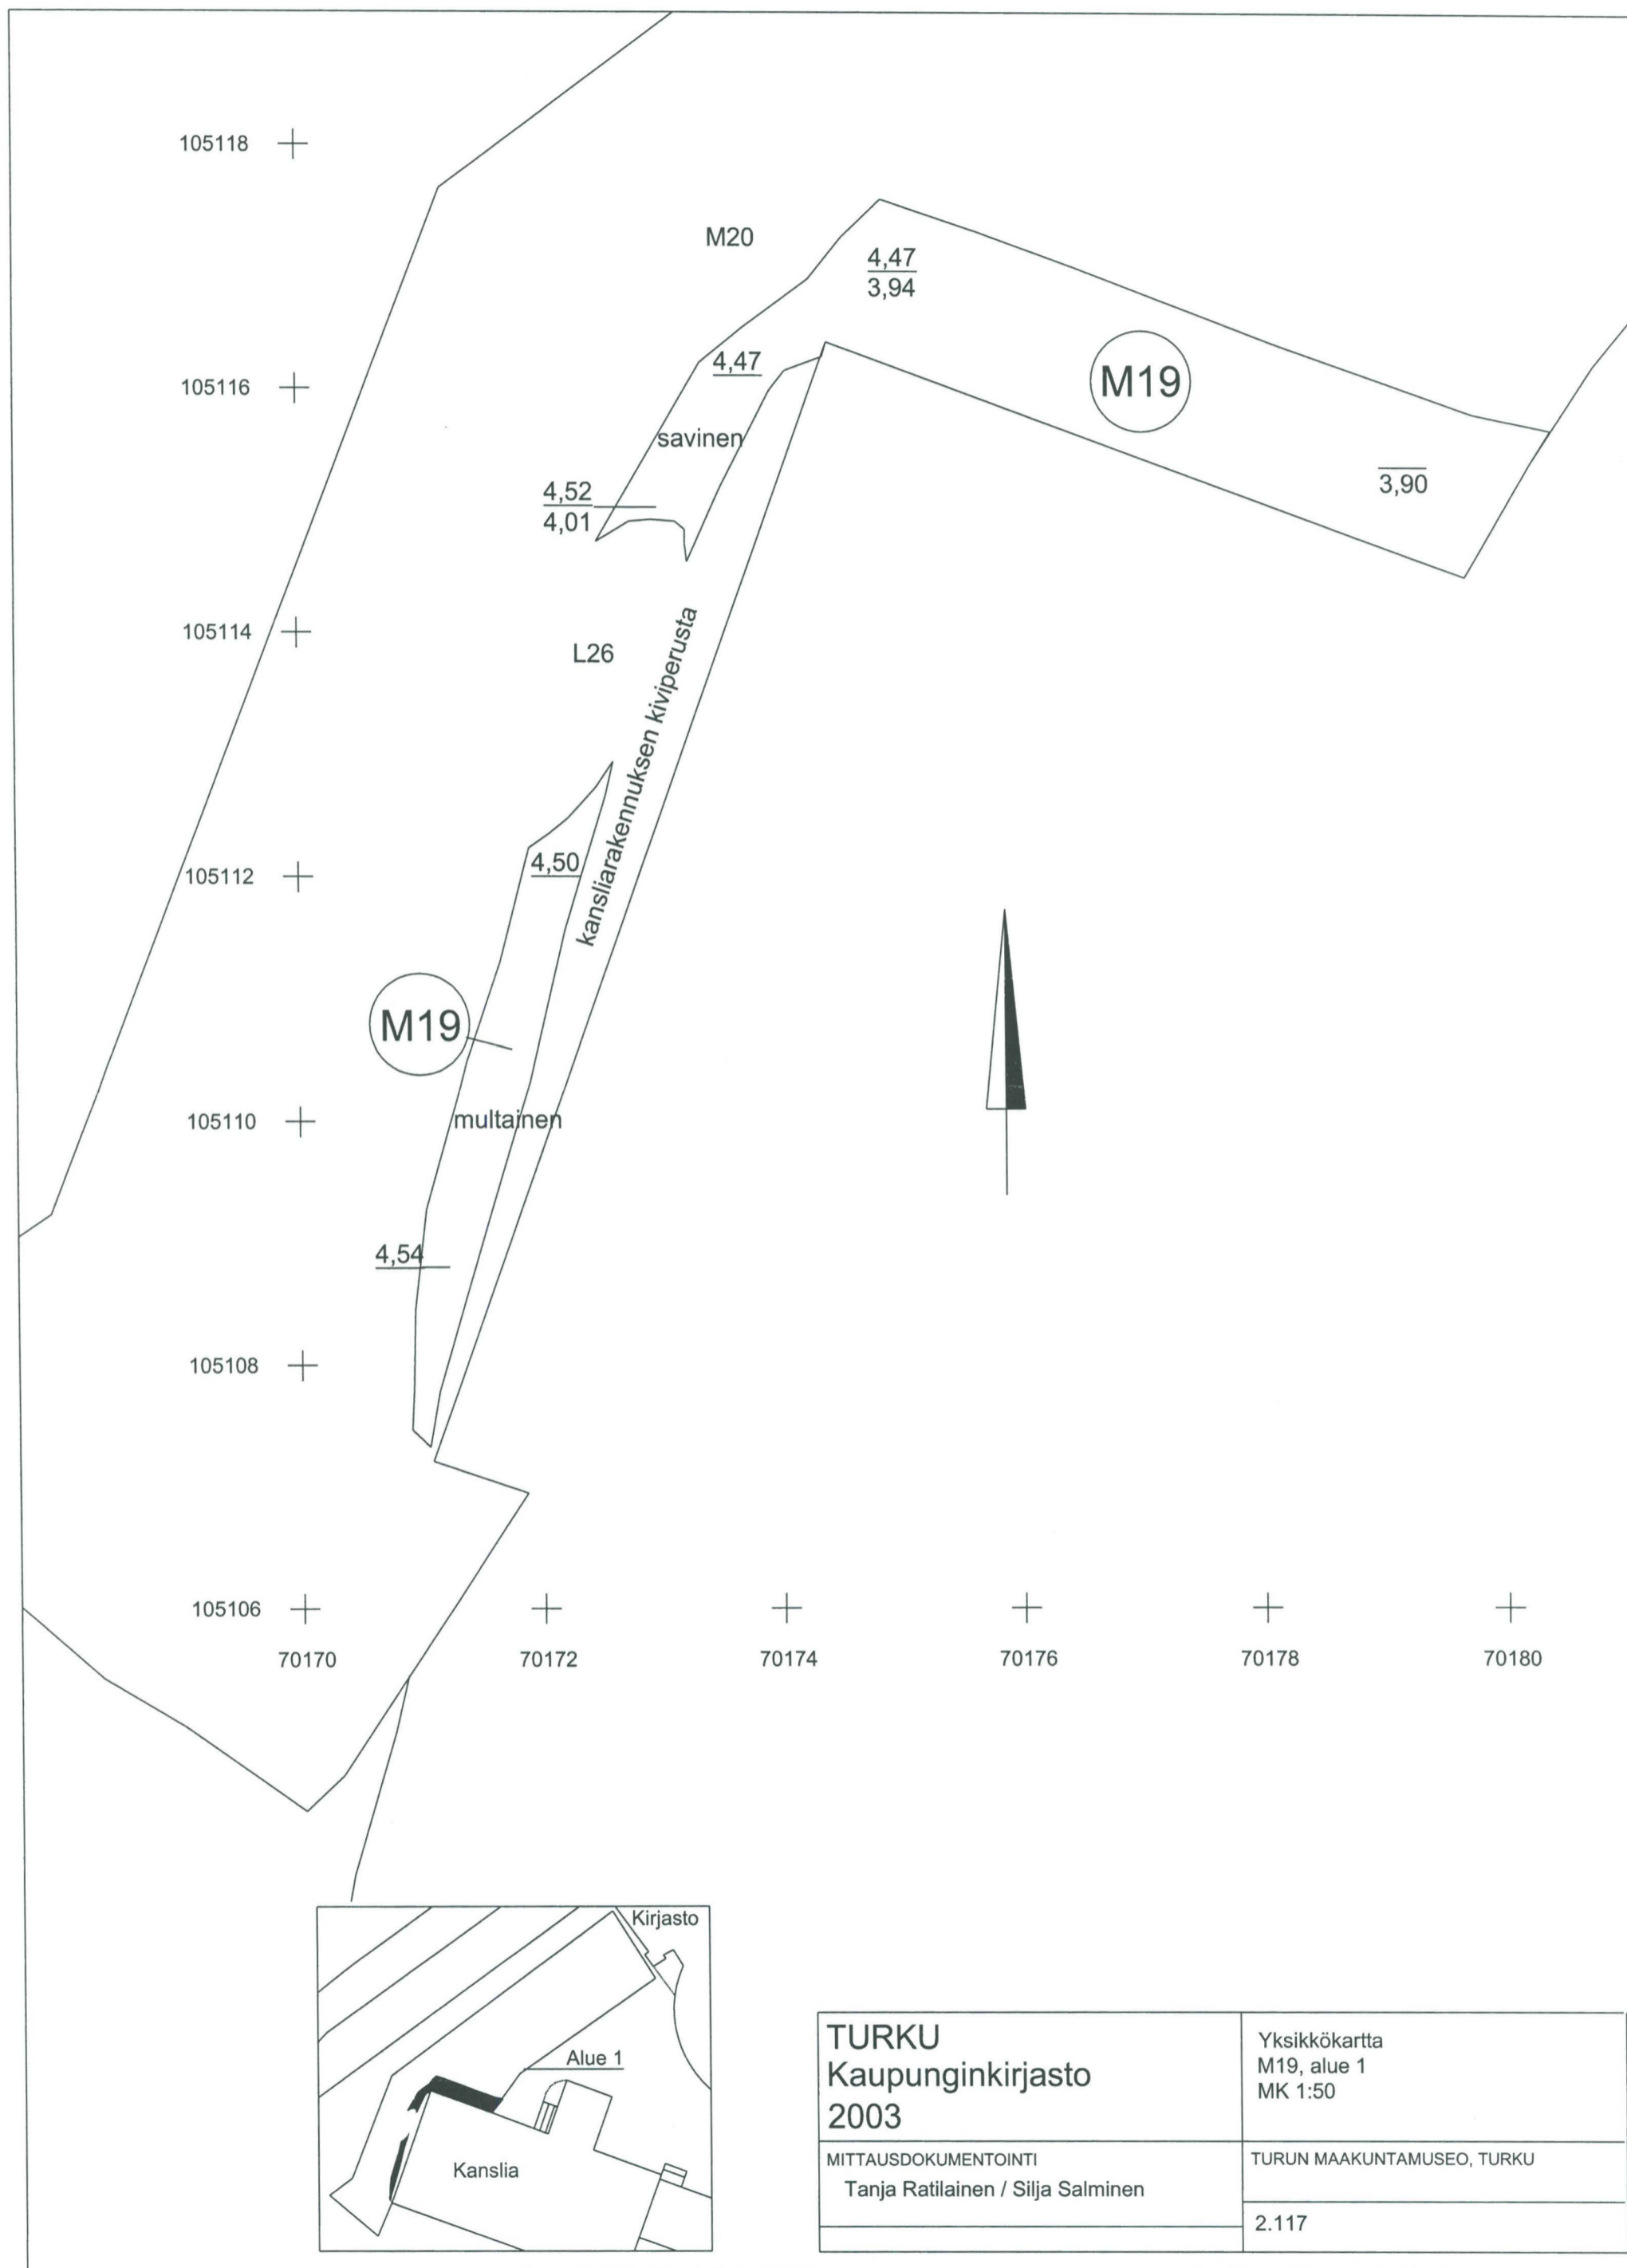 105118
M20
4,47
3,94
4,47
105116
M19
savinen
3,90
4,52
4,01
105114
L26
kansliarakennuksen kiviperusta
4,50
105112
M19
105110
multainen
4,54
105108
105106
70170
70172
70174
70176
70178
70180
Kirjasto
Alue 1
Kanslia
TURKU
Kaupunginkirjasto
2003
Yksikkökartta
M19, alue 1
MK 1:50
MITTAUSDOKUMENTOINTI
Tanja Ratilainen / Silja Salminen
TURUN MAAKUNTAMUSEO, TURKU
2.117